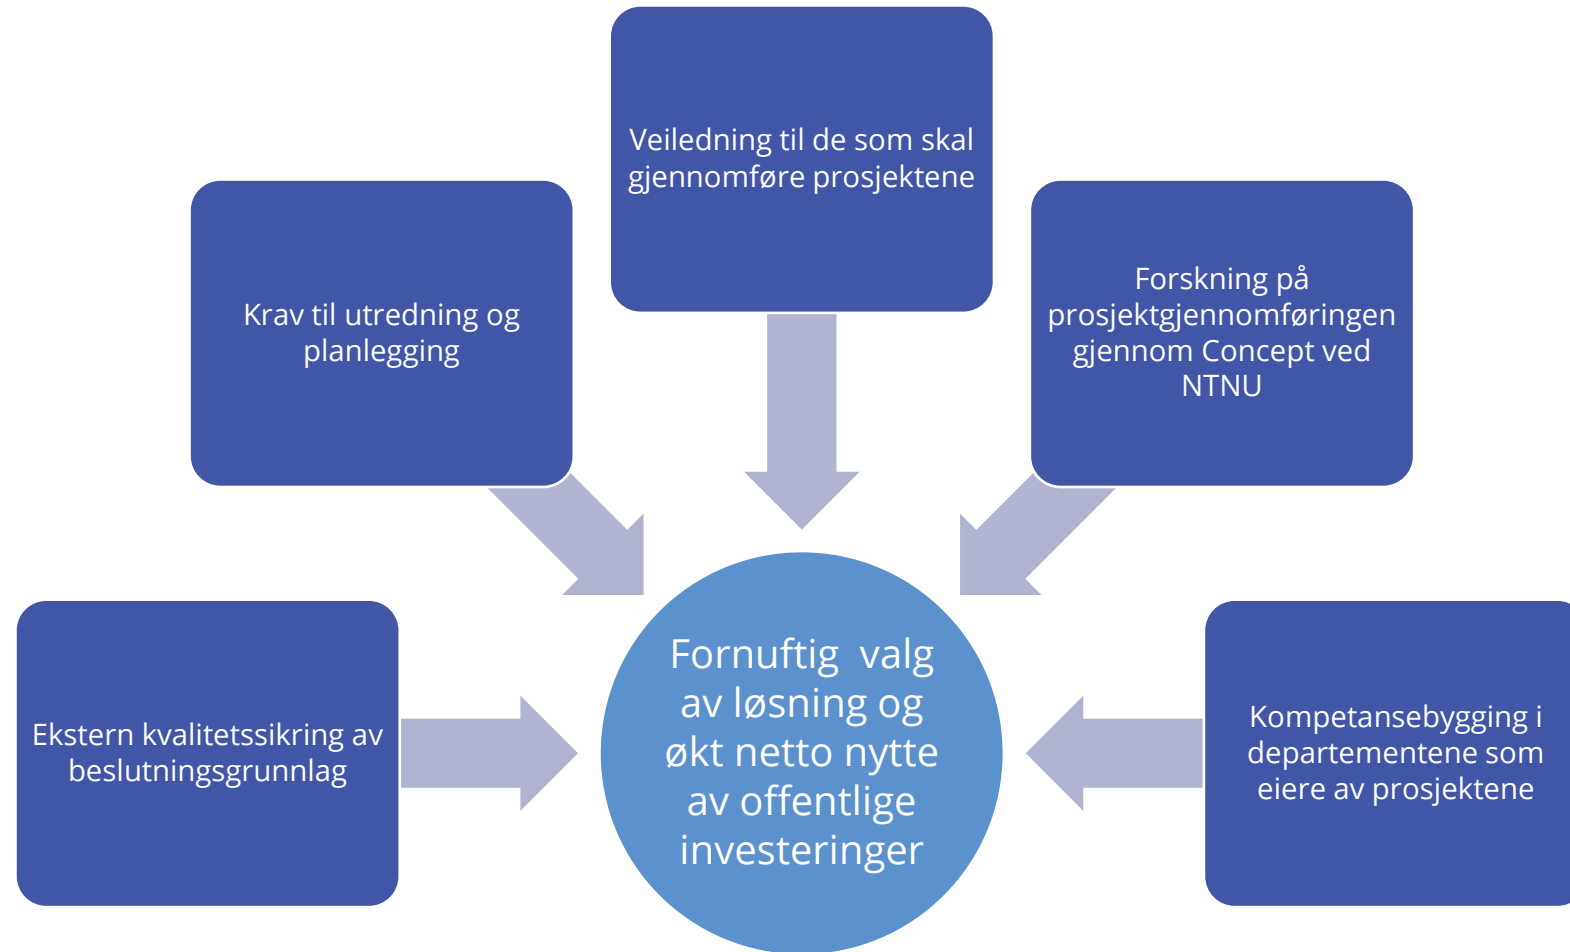 Veiledning til de som skal
gjennomføre prosjektene
Krav til utredning og
planlegging
Forskning på
prosjektgjennomføringen
gjennom Concept ved
NTNU
Ekstern kvalitetssikring av
beslutningsgrunnlag
Fornuftig  valg
av løsning og
økt netto nytte
av offentlige
investeringer
Kompetansebygging i
departementene som
eiere av prosjektene